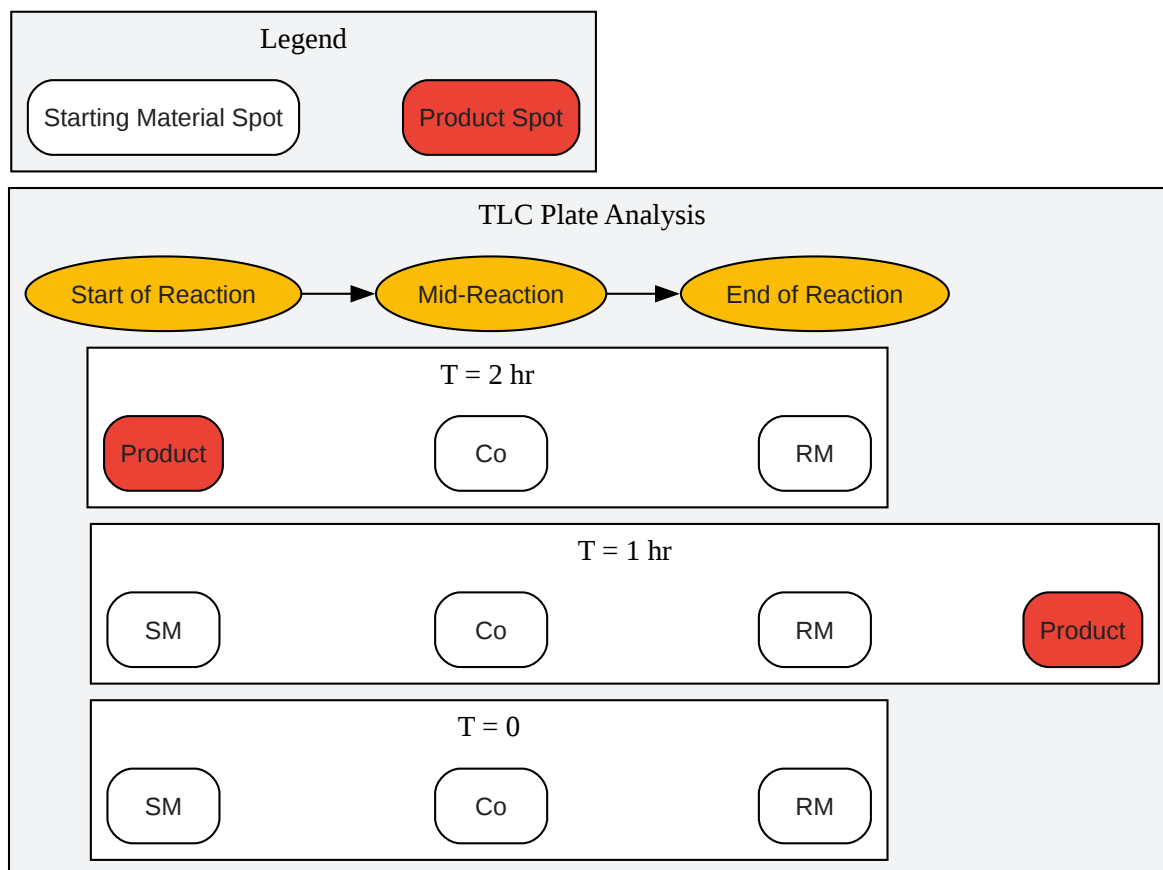 Legend
Starting Material Spot
Product Spot
TLC Plate Analysis
Start of Reaction
Mid-Reaction
End of Reaction
T = 2 hr
Product
Co
RM
T = 1 hr
SM
Co
RM
Product
T = 0
SM
Co
RM